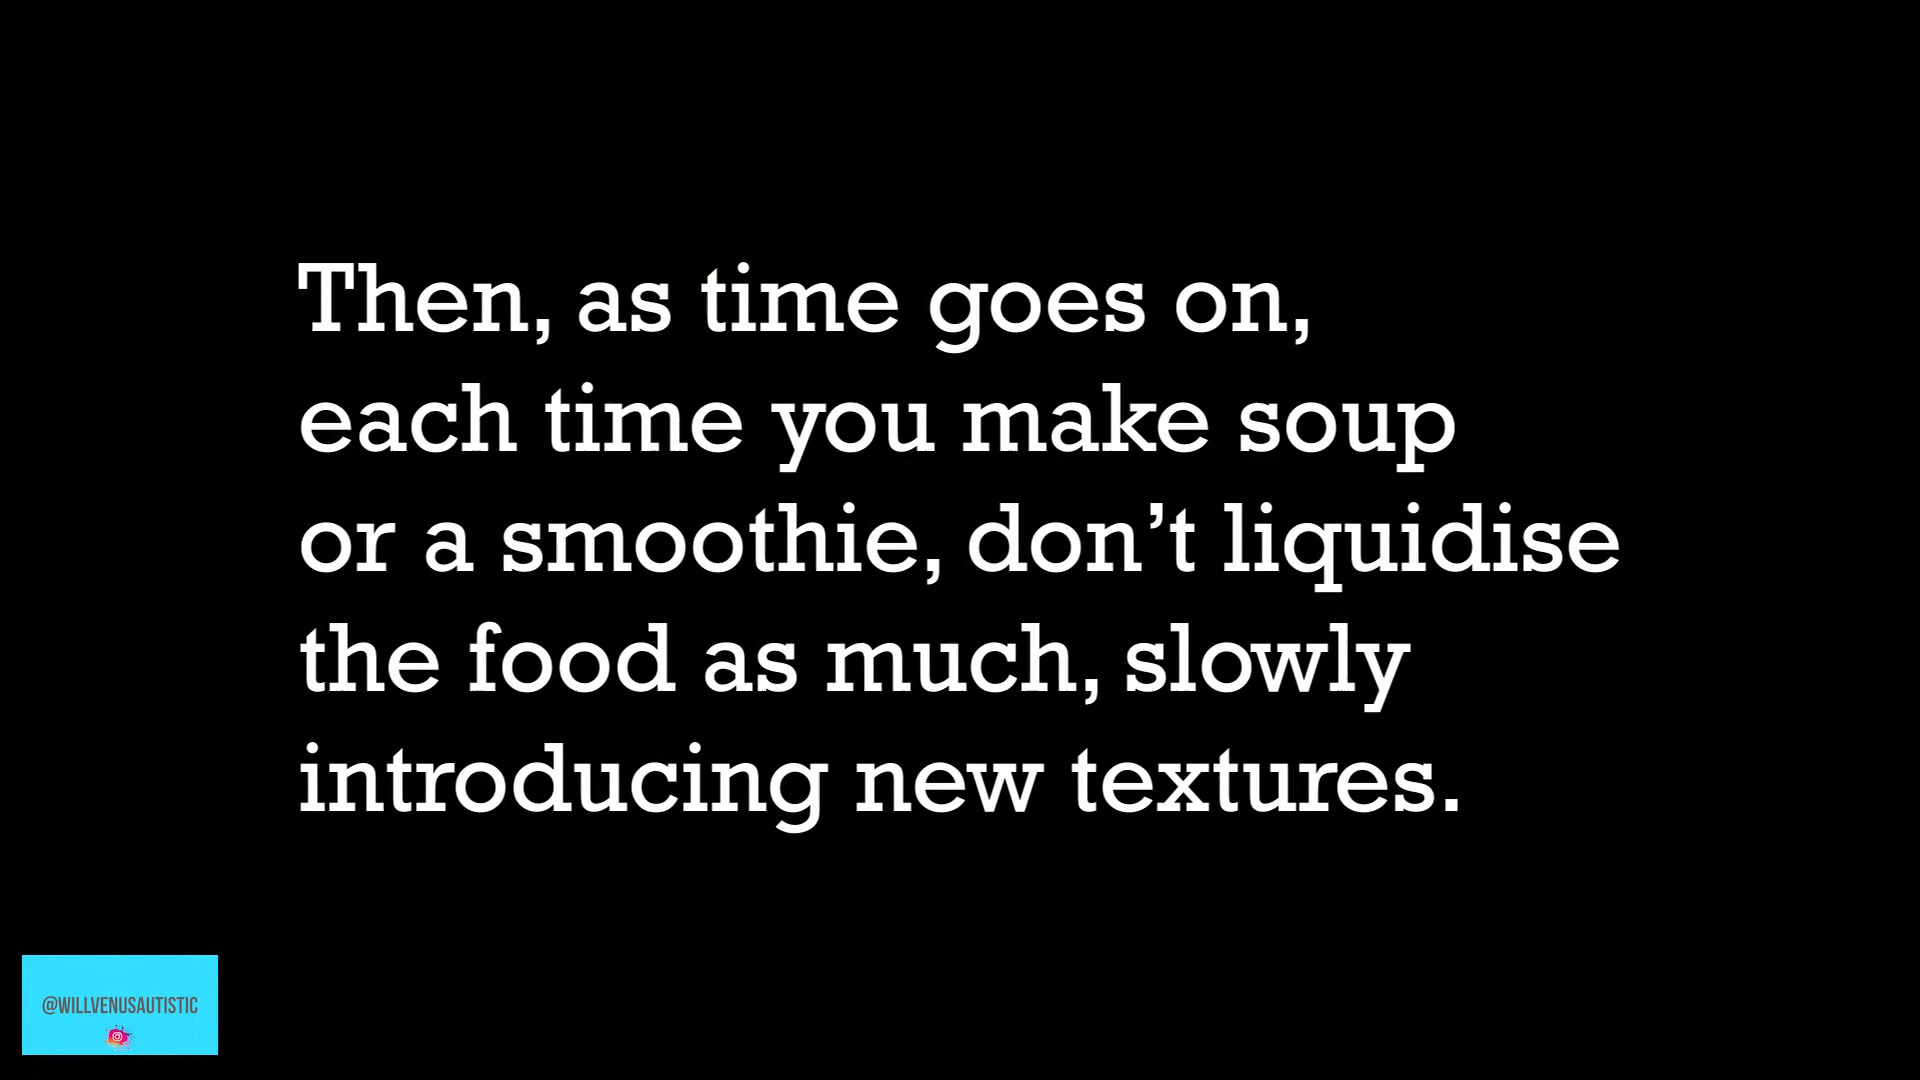 Then, as time goes on,
each time you make soup
or a smoothie, don’t liquidise
the food as much, slowly
introducing new textures.
@WILLVENUSAUTISTIC